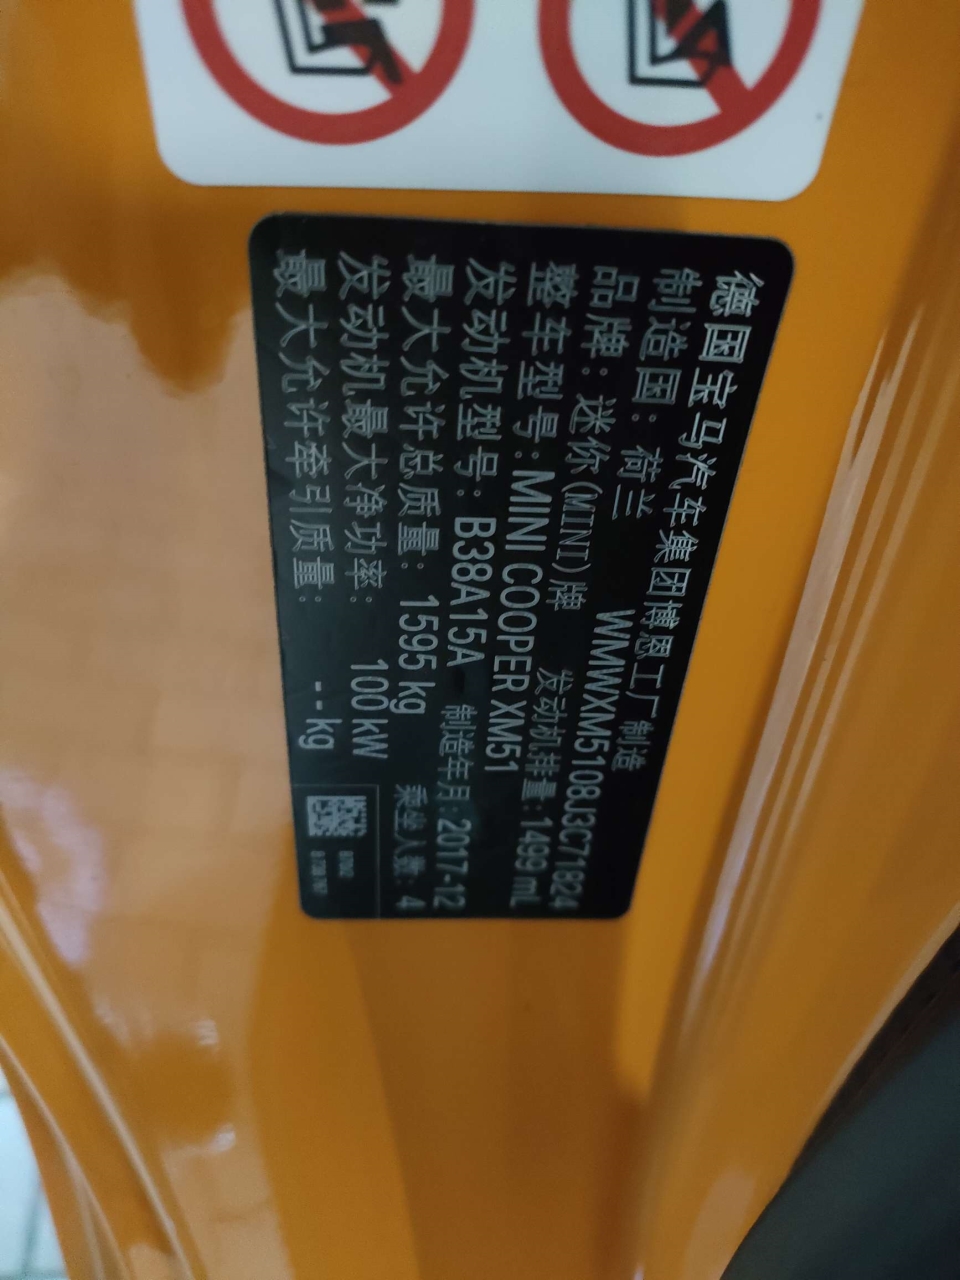 德国宝马汽车集团博恩工厂制造
制造国：荷兰 WMWXM5108J3C71824
品牌：迷你(MINI)牌 发动机排量：1499 mL
整车型号：MINI COOPER XM51
发动机型号：B38A15A 制造年月：2017-12
最大允许总质量：1595 kg 乘坐人数：4
发动机最大净功率：100 kW
最大允许牵引质量：-- kg